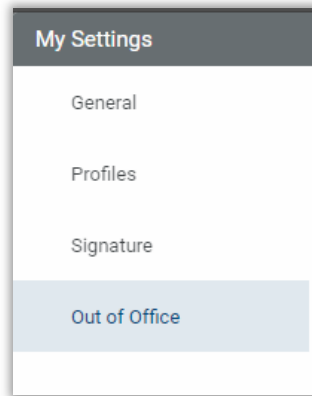 My Settings
General
Profiles
Signature
Out of Office